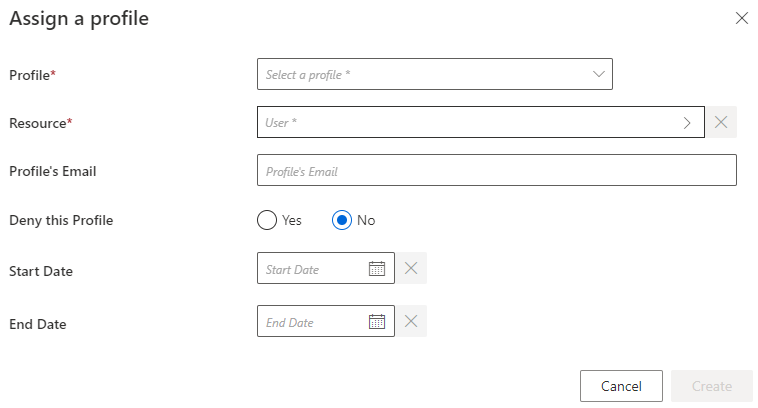 Assign a profile
Profile* Select a profile *
Resource* User *
Profile's Email Profile's Email
Deny this Profile Yes No
Start Date Start Date
End Date End Date
Cancel Create